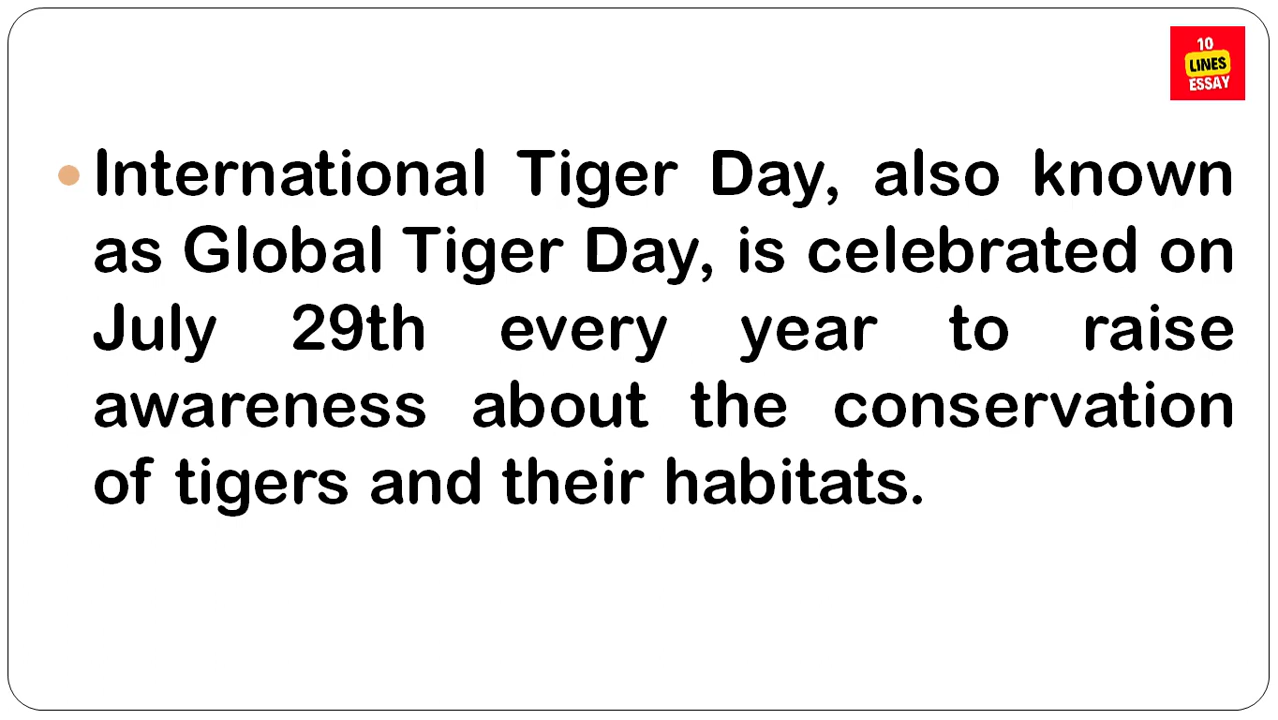 10
LINES
ESSAY
International Tiger Day, also known
as Global Tiger Day, is celebrated on
July 29th every year to raise
awareness about the conservation
of tigers and their habitats.